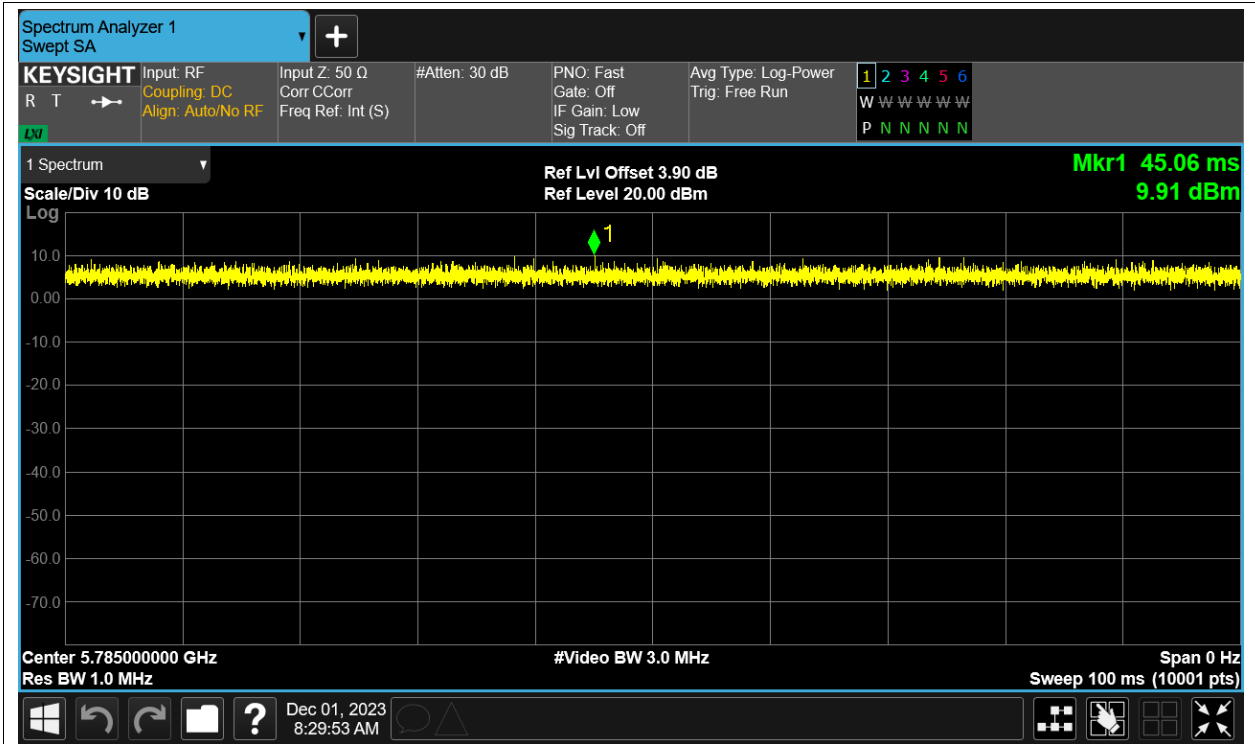 Spectrum Analyzer 1
Swept SA
KEYSIGHT
R T
LXI
Input: RF
Coupling: DC
Align: Auto/No RF
Input Z: 50 Ω
Corr CCorr
Freq Ref: Int (S)
#Atten: 30 dB
PNO: Fast
Gate: Off
IF Gain: Low
Sig Track: Off
Avg Type: Log-Power
Trig: Free Run
1 2 3 4 5 6
W W W W W W
P N N N N N
1 Spectrum
Scale/Div 10 dB
Log
Ref Lvl Offset 3.90 dB
Ref Level 20.00 dBm
Mkr1 45.06 ms
9.91 dBm
1
10.0
0.00
-10.0
-20.0
-30.0
-40.0
-50.0
-60.0
-70.0
Center 5.785000000 GHz
Res BW 1.0 MHz
#Video BW 3.0 MHz
Span 0 Hz
Sweep 100 ms (10001 pts)
?
Dec 01, 2023
8:29:53 AM